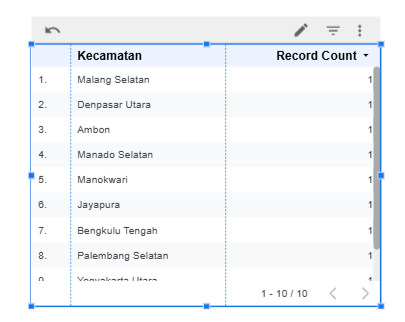 Kecamatan Record Count
1. Malang Selatan 1
2. Denpasar Utara 1
3. Ambon 1
4. Manado Selatan 1
5. Manokwari 1
6. Jayapura 1
7. Bengkulu Tengah 1
8. Palembang Selatan 1
9. Yogyakarta Utara 1
1 - 10 / 10